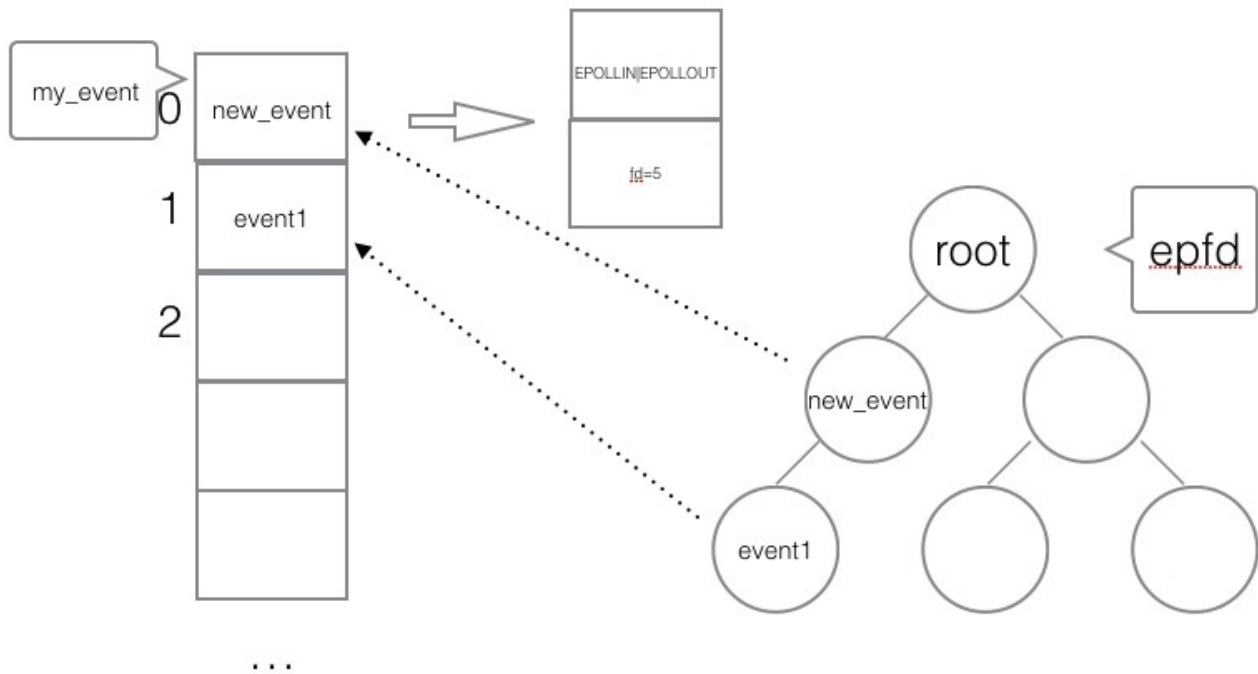 my_event
0
new_event
EPOLLIN|EPOLLOUT
fd=5
1
event1
2
root
epfd
new_event
event1
...